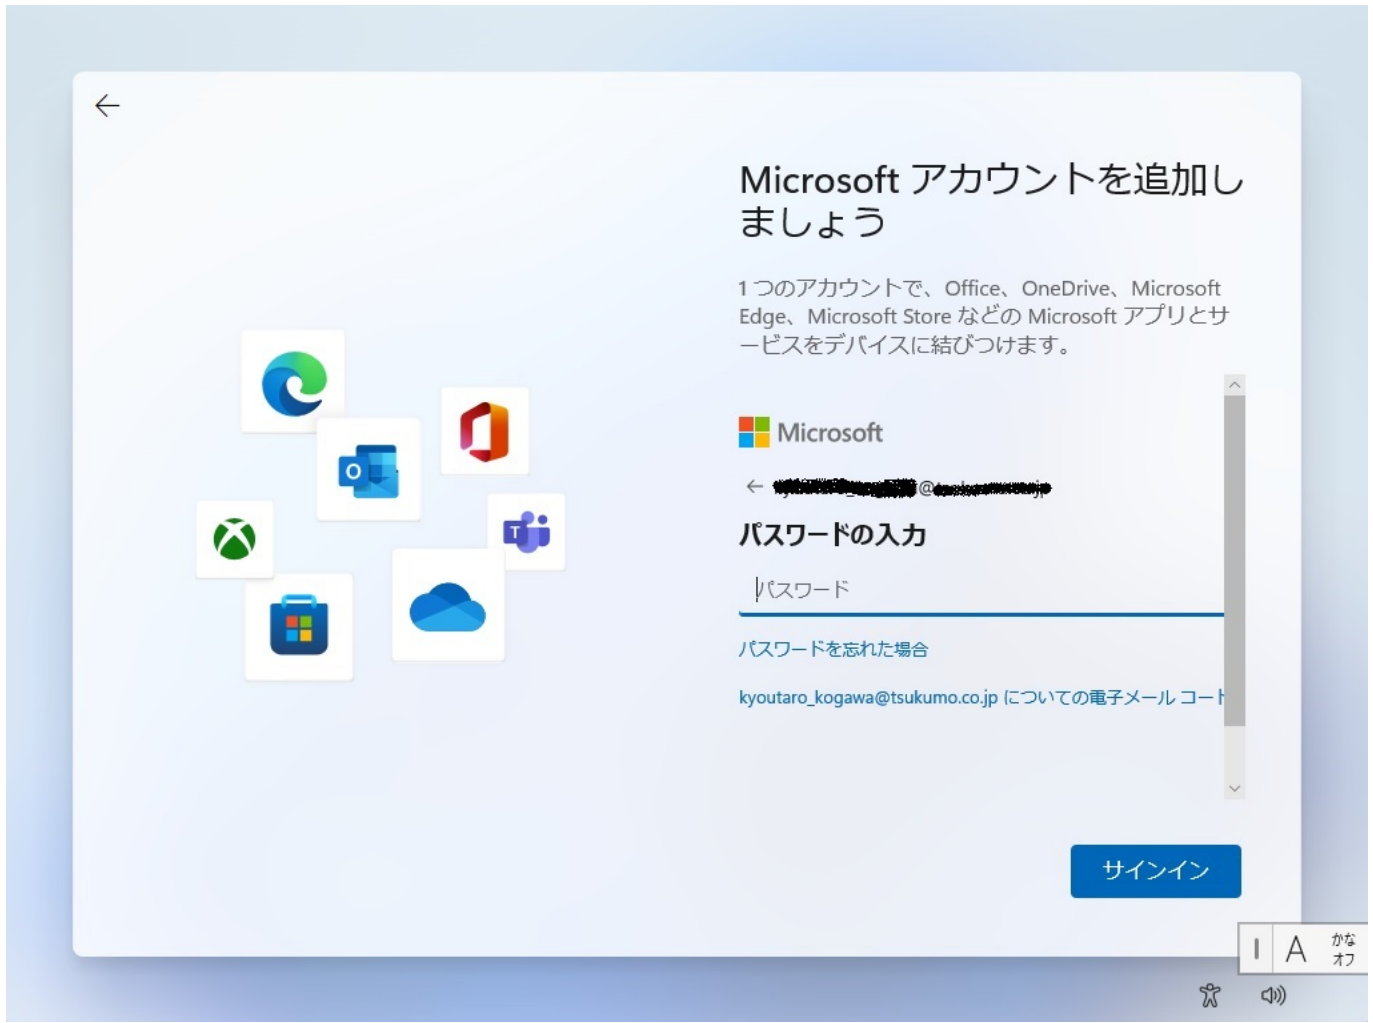 Microsoft アカウントを追加し
ましょう
1 つのアカウントで、Office、OneDrive、Microsoft
Edge、Microsoft Store などの Microsoft アプリとサ
ービスをデバイスに結びつけます。
Microsoft
@
パスワードの入力
パスワード
パスワードを忘れた場合
kyoutaro_kogawa@tsukumo.co.jp についての電子メール コード
サインイン
A
かな
オフ